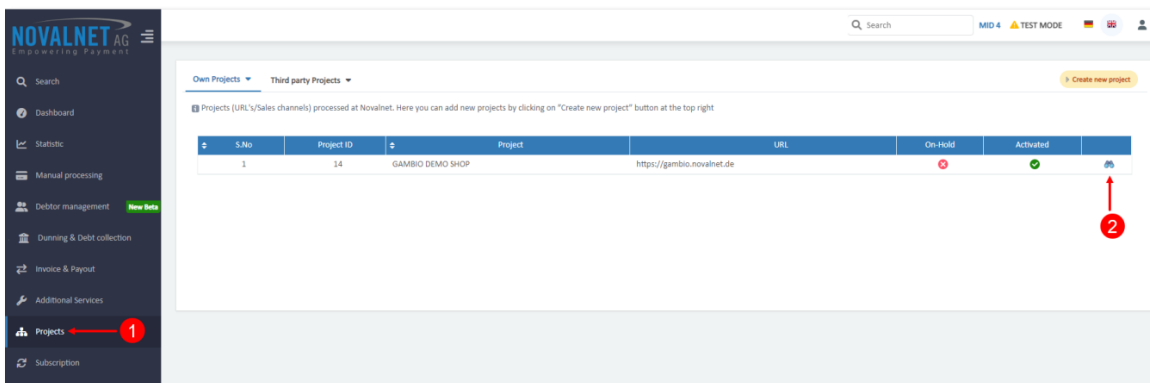 NOVALNET AG
Empowering Payment
Search
MID 4
TEST MODE
Search
Dashboard
Statistic
Manual processing
Debtor management New Beta
Dunning & Debt collection
Invoice & Payout
Additional Services
Projects
1
Subscription
Own Projects
Third party Projects
Create new project
Projects (URL's/Sales channels) processed at Novalnet. Here you can add new projects by clicking on "Create new project" button at the top right
S.No Project ID Project URL On-Hold Activated
1 14 GAMBIO DEMO SHOP https://gambio.novalnet.de
2